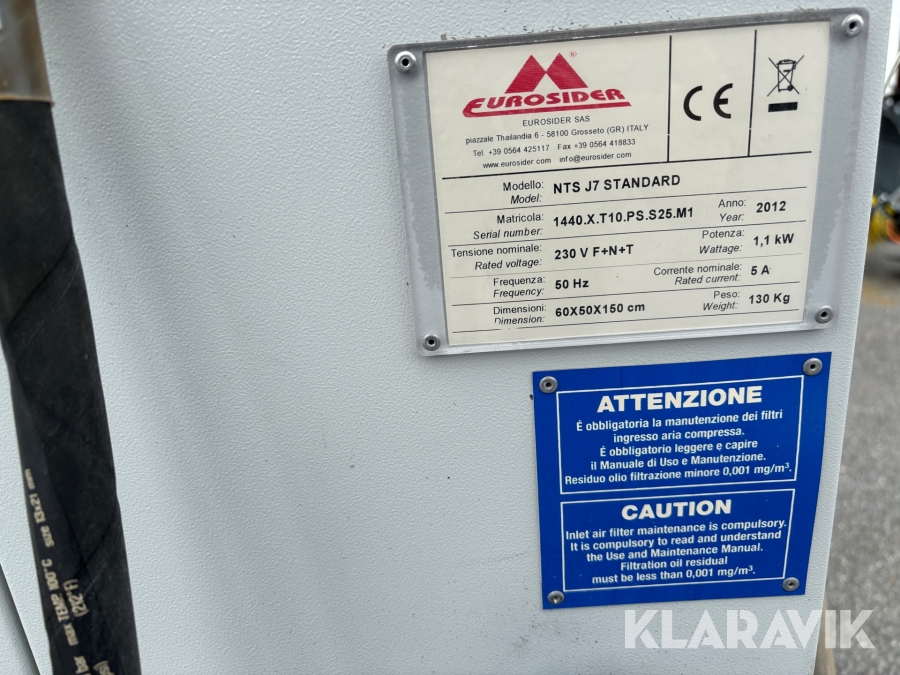 EUROSIDER
EUROSIDER SAS
piazzale Thailandia 6 - 58100 Grosseto (GR) ITALY
Tel. +39 0564 425117 Fax +39 0564 418833
www.eurosider.com info@eurosider.com
CE
Modello: NTS J7 STANDARD
Model:
Matricola: 1440.X.T10.PS.S25.M1 Anno: 2012
Serial number: Year:
Tensione nominale: 230 V F+N+T Potenza: 1,1 kW
Rated voltage: Wattage:
Frequenza: 50 Hz Corrente nominale: 5 A
Frequency: Rated current:
Dimensioni: 60X50X150 cm Peso: 130 Kg
Dimension: Weight:
ATTENZIONE
É obbligatoria la manutenzione dei filtri
ingresso aria compressa.
É obbligatorio leggere e capire
il Manuale di Uso e Manutenzione.
Residuo olio filtrazione minore 0,001 mg/m³.
CAUTION
Inlet air filter maintenance is compulsory.
It is compulsory to read and understand
the Use and Maintenance Manual.
Filtration oil residual
must be less than 0,001 mg/m³.
size 13x21 mm
max TEMP. 100°C
KLARAVIK